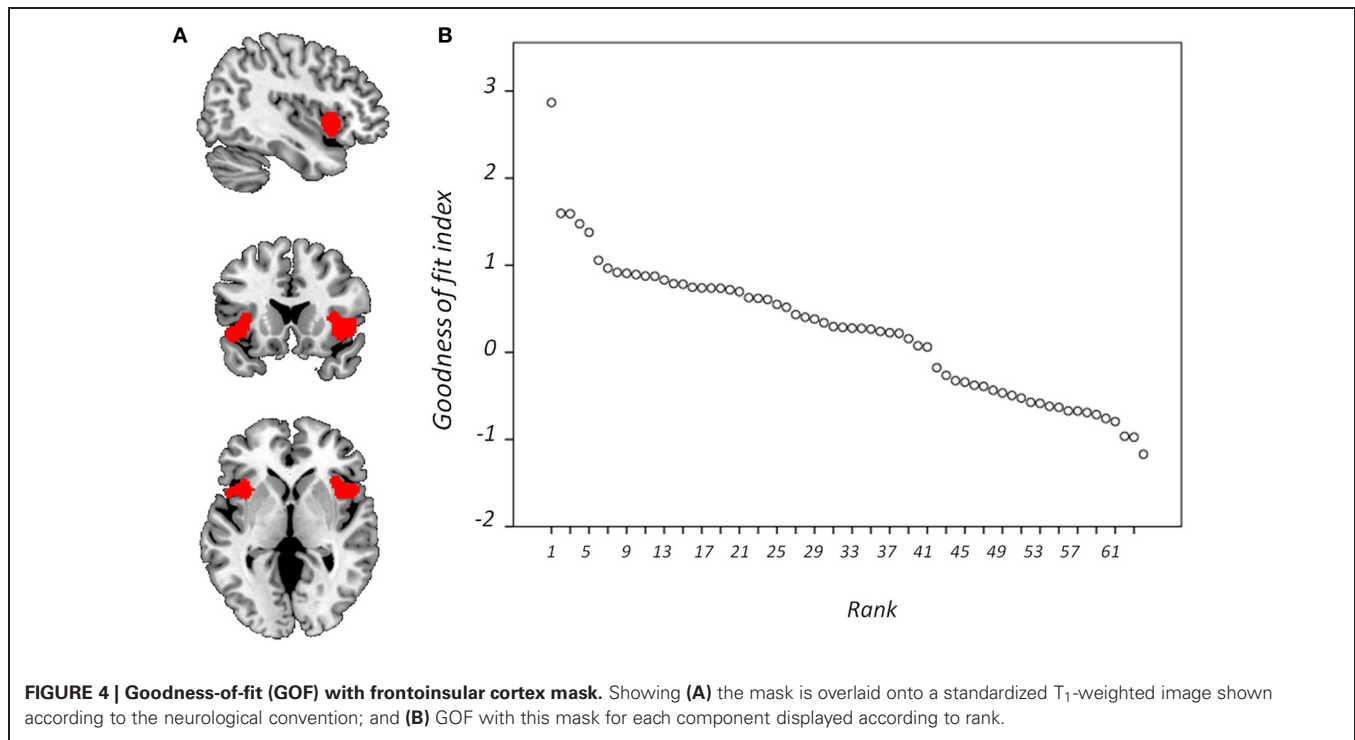 A
B
Goodness of fit index
3
2
1
0
-1
-2
1 5 9 13 17 21 25 29 33 37 41 45 49 53 57 61
Rank
FIGURE 4 | Goodness-of-fit (GOF) with frontoinsular cortex mask. Showing (A) the mask is overlaid onto a standardized T₁-weighted image shown
according to the neurological convention; and (B) GOF with this mask for each component displayed according to rank.